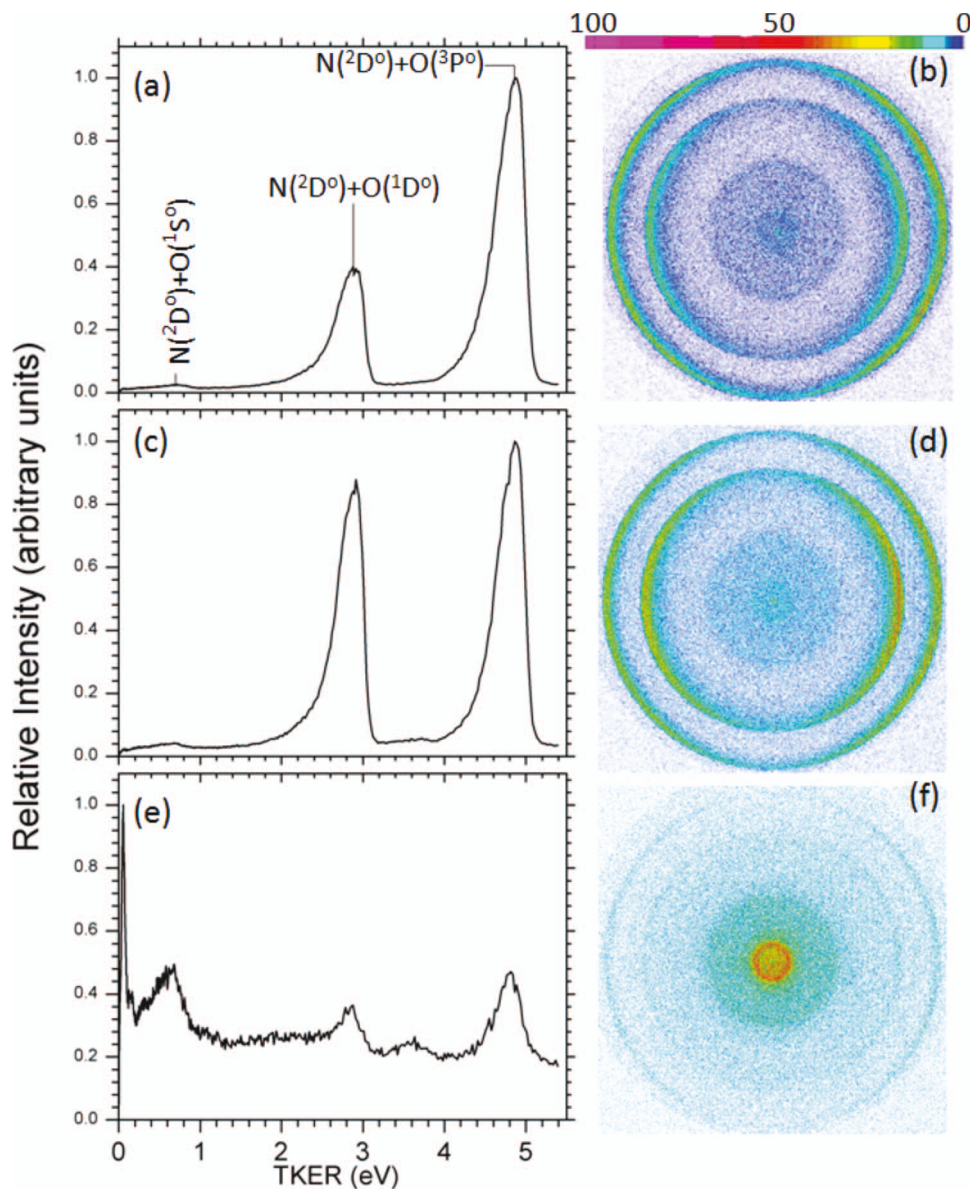 100 50 0
(a)
(b)
N(²Dº)+O(³Pº)
N(²Dº)+O(¹Dº)
N(²Dº)+O(¹Sº)
1.0
0.8
0.6
0.4
0.2
0.0
(c)
(d)
1.0
0.8
0.6
0.4
0.2
0.0
(e)
(f)
1.0
0.8
0.6
0.4
0.2
0.0
0 1 2 3 4 5
TKER (eV)
Relative Intensity (arbitrary units)